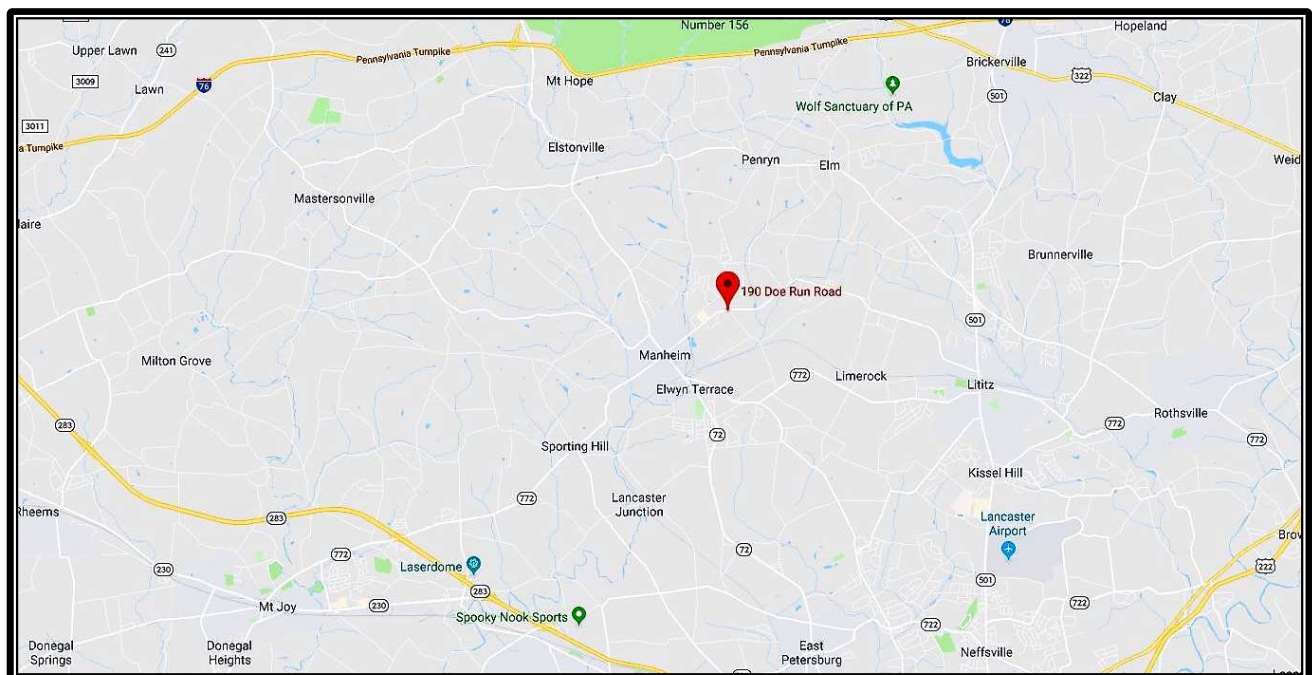 Number 156
76
Hopeland
Upper Lawn
241
Pennsylvania Turnpike
Pennsylvania Turnpike
Brickerville
3009
Mt Hope
322
Lawn
76
Wolf Sanctuary of PA
501
Clay
3011
a Turnpike
Elstonville
Penryn
Elm
Weid
Mastersonville
laire
Brunnerville
190 Doe Run Road
501
Milton Grove
Manheim
Elwyn Terrace
772
Limerock
Lititz
Rothsville
283
72
772
772
Sporting Hill
Kissel Hill
772
Lancaster
Junction
Rheems
283
Lancaster
Airport
Brov
772
72
230
Laserdome
222
501
283
Mt Joy
230
722
Spooky Nook Sports
722
Donegal
Springs
Donegal
Heights
East
Petersburg
Neffsville